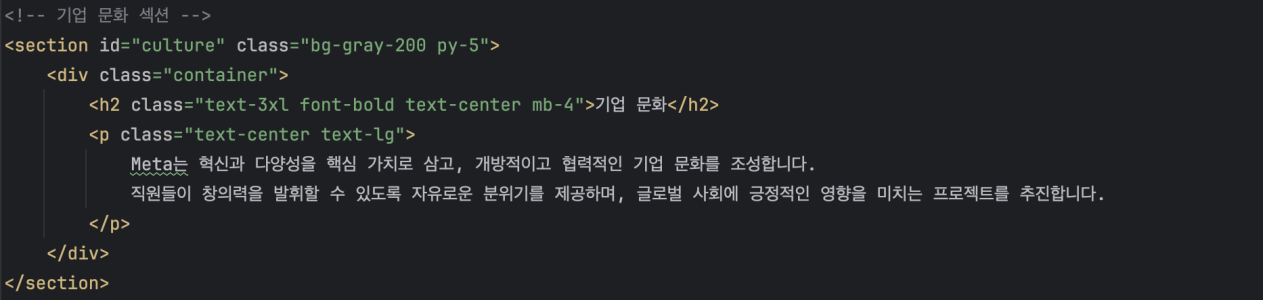 <!-- 기업 문화 섹션 -->
<section id="culture" class="bg-gray-200 py-5">
    <div class="container">
        <h2 class="text-3xl font-bold text-center mb-4">기업 문화</h2>
        <p class="text-center text-lg">
            Meta는 혁신과 다양성을 핵심 가치로 삼고, 개방적이고 협력적인 기업 문화를 조성합니다.
            직원들이 창의력을 발휘할 수 있도록 자유로운 분위기를 제공하며, 글로벌 사회에 긍정적인 영향을 미치는 프로젝트를 추진합니다.
        </p>
    </div>
</section>